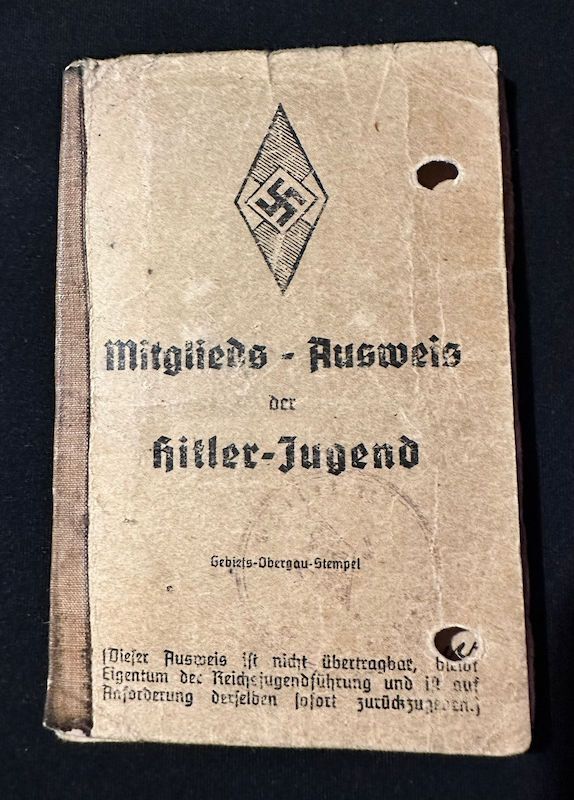 Mitglieds - Ausweis
der
Hitler-Jugend
Gebiets-Obergau-Stempel
(Dieser Ausweis ist nicht übertragbar, bleibt
Eigentum der Reichsjugendführung und ist auf
Anforderung derselben sofort zurückzugeben.)